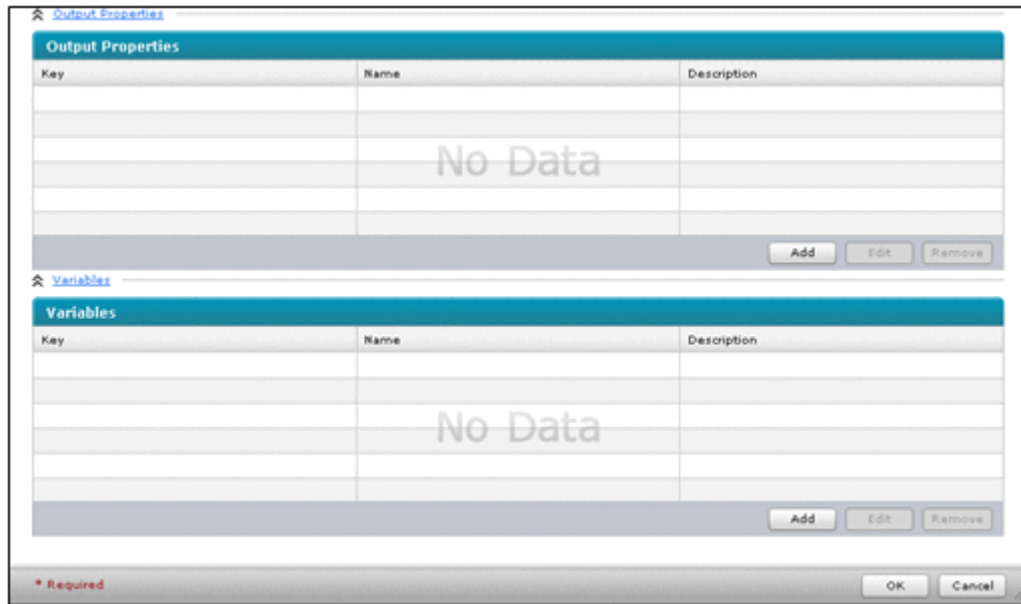 Output Properties
Output Properties
Key Name Description
No Data
Add Edit Remove
Variables
Variables
Key Name Description
No Data
Add Edit Remove
* Required OK Cancel